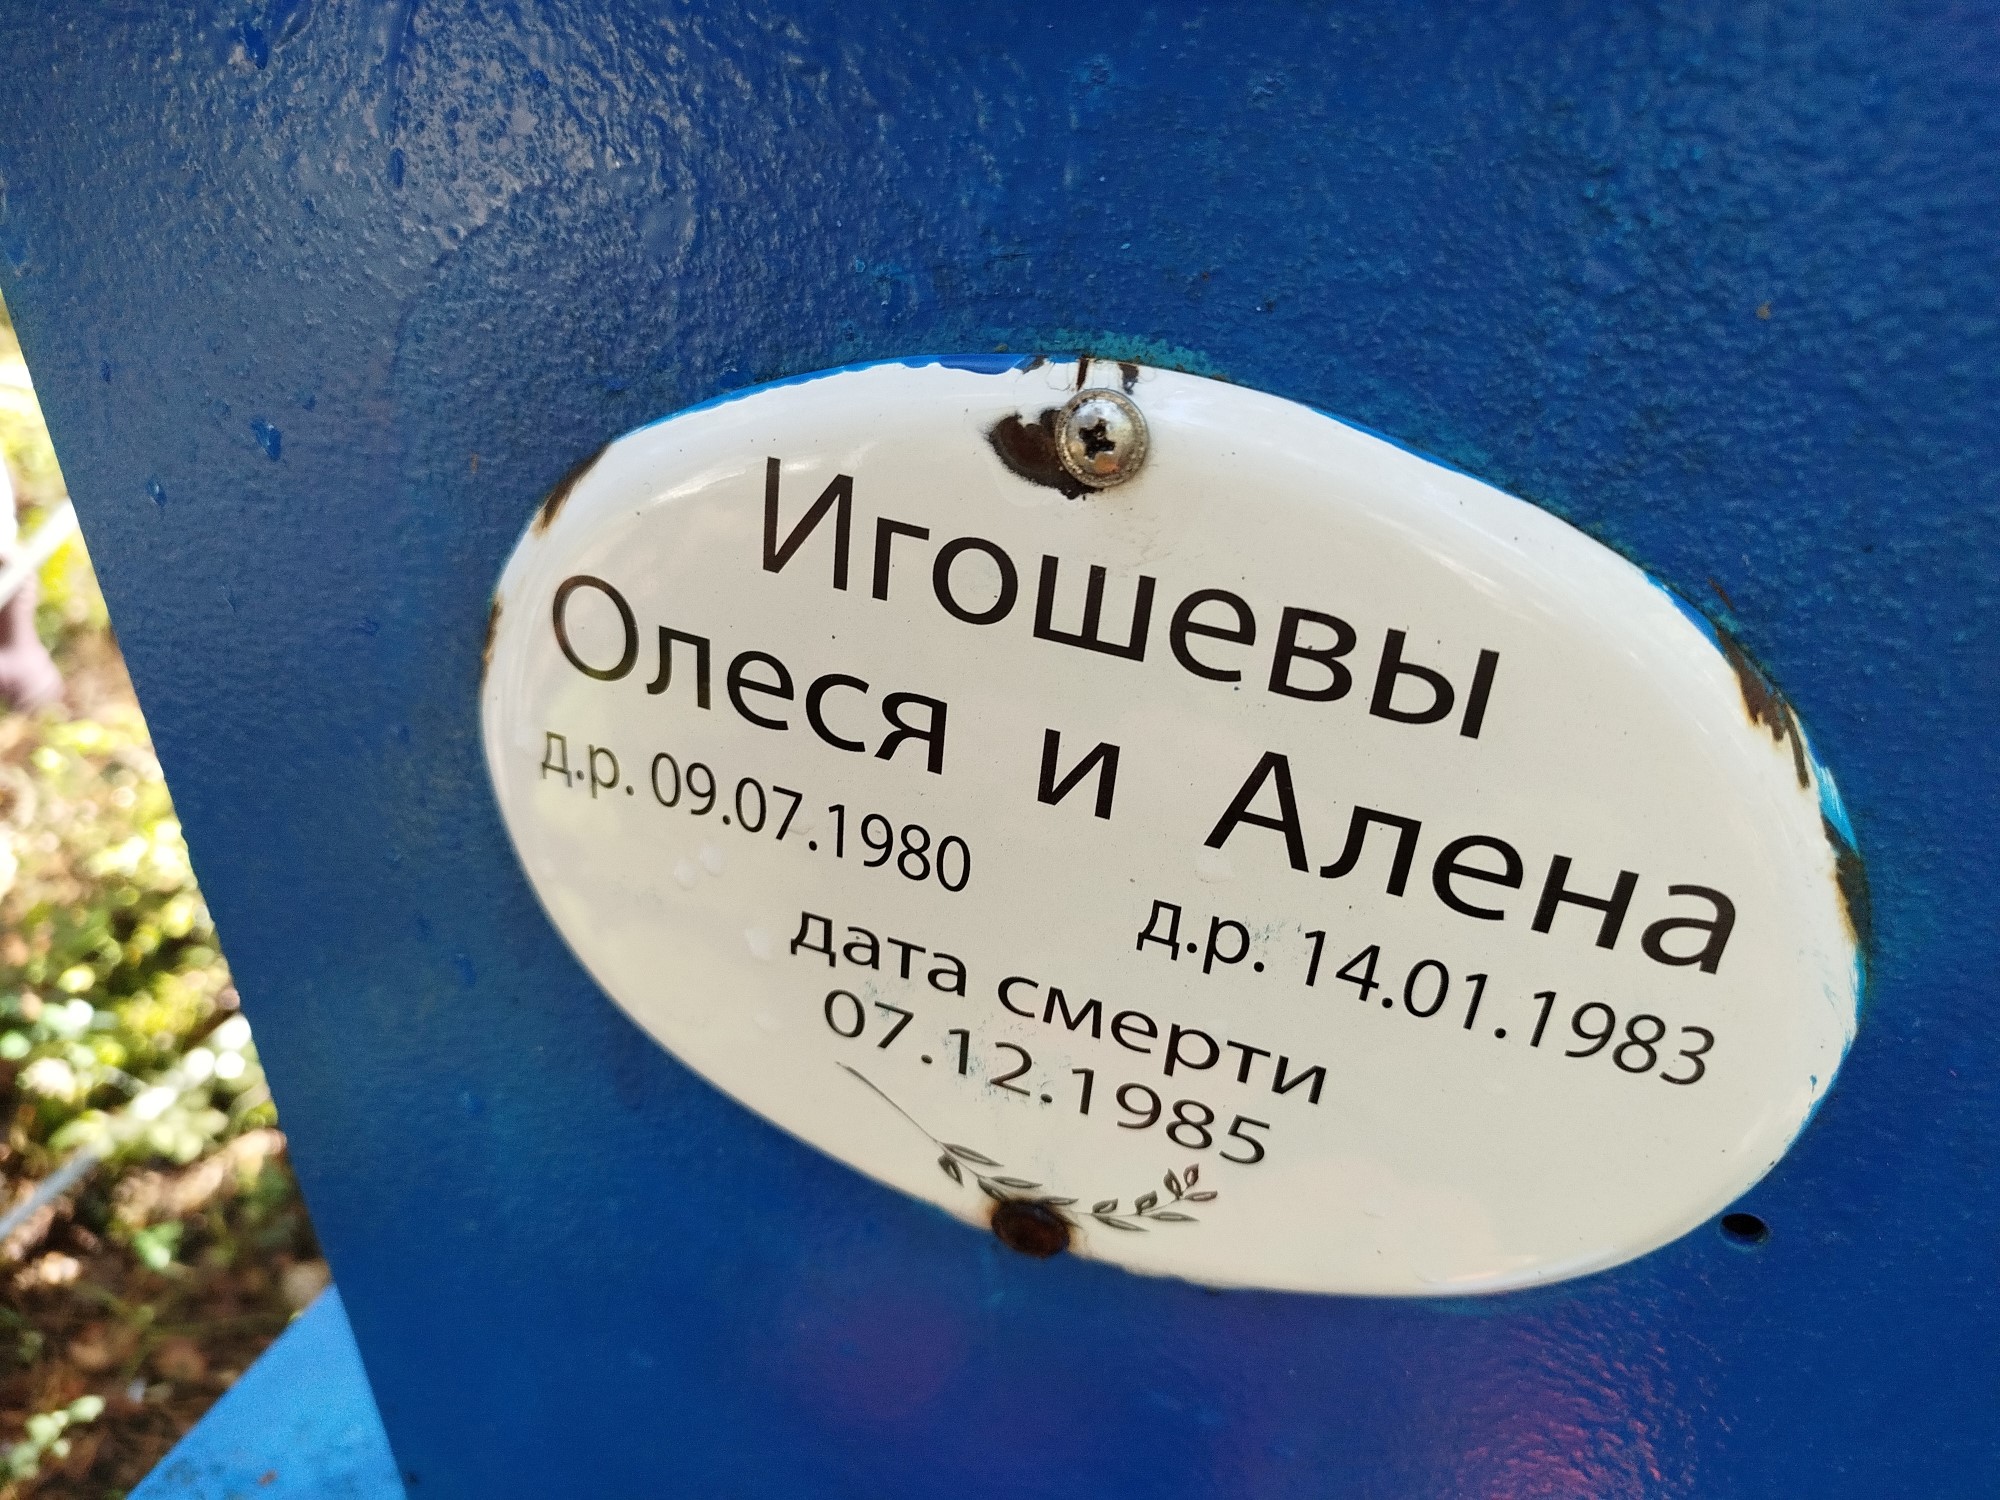 Игошевы
Олеся и Алена
д.р. 09.07.1980 д.р. 14.01.1983
дата смерти
07.12.1985